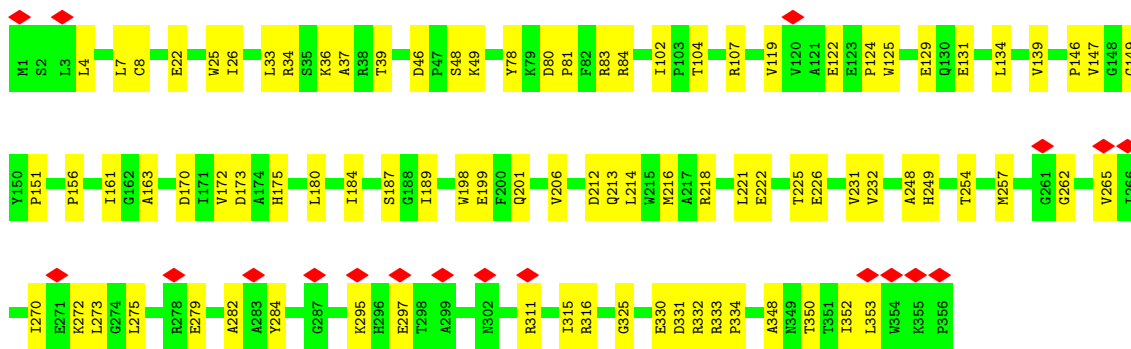 M1 S2 L3 L4 L7 C8 E22 W25 I26 L33 R34 S35 K36 A37 R38 T39 D46 P47 S48 K49 Y78 K79 D80 P81 F82 R83 R84 I102 P103 T104 R107 V119 V120 A121 E122 E123 P124 W125 E129 Q130 E131 L134 V139 P146 V147 G148
Y150 P151 P156 I161 G162 A163 D170 I171 V172 D173 A174 H175 L180 I184 S187 G188 I189 W198 E199 F200 Q201 V206 D212 Q213 L214 W215 M216 A217 R218 L221 E222 T225 E226 V231 V232 A248 H249 T254 M257 G261 G262 V265 I266
I270 E271 K272 L273 G274 L275 R278 E279 A282 A283 Y284 G287 K295 H296 E297 T298 A299 N302 R311 I315 R316 G325 E330 D331 R332 R333 P334 A348 N349 T350 T351 I352 L353 W354 K355 P356